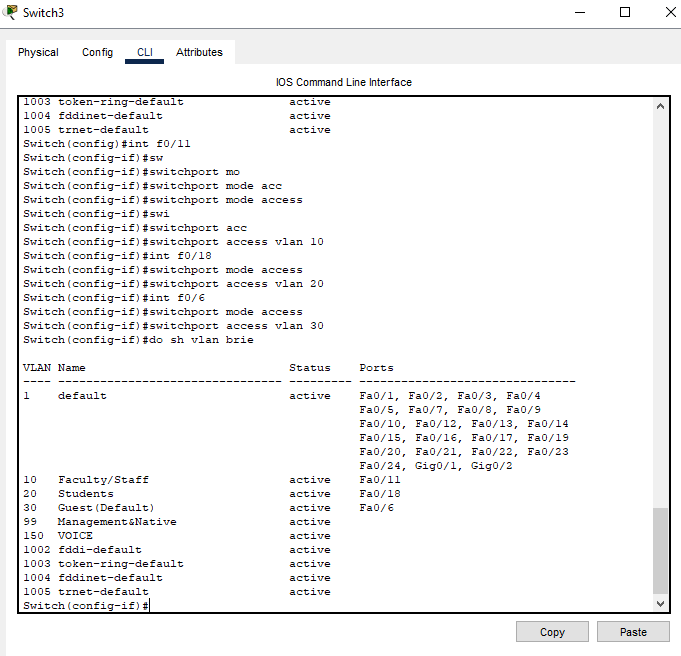 Switch3
Physical Config CLI Attributes
IOS Command Line Interface
1003 token-ring-default active
1004 fddinet-default active
1005 trnet-default active
Switch(config)#int f0/11
Switch(config-if)#sw
Switch(config-if)#switchport mo
Switch(config-if)#switchport mode acc
Switch(config-if)#switchport mode access
Switch(config-if)#swi
Switch(config-if)#switchport acc
Switch(config-if)#switchport access vlan 10
Switch(config-if)#int f0/18
Switch(config-if)#switchport mode access
Switch(config-if)#switchport access vlan 20
Switch(config-if)#int f0/6
Switch(config-if)#switchport mode access
Switch(config-if)#switchport access vlan 30
Switch(config-if)#do sh vlan brie
VLAN Name Status Ports
---- -------------------------------- --------- -------------------------------
1 default active Fa0/1, Fa0/2, Fa0/3, Fa0/4
Fa0/5, Fa0/7, Fa0/8, Fa0/9
Fa0/10, Fa0/12, Fa0/13, Fa0/14
Fa0/15, Fa0/16, Fa0/17, Fa0/19
Fa0/20, Fa0/21, Fa0/22, Fa0/23
Fa0/24, Gig0/1, Gig0/2
10 Faculty/Staff active Fa0/11
20 Students active Fa0/18
30 Guest(Default) active Fa0/6
99 Management&Native active
150 VOICE active
1002 fddi-default active
1003 token-ring-default active
1004 fddinet-default active
1005 trnet-default active
Switch(config-if)#
Copy Paste